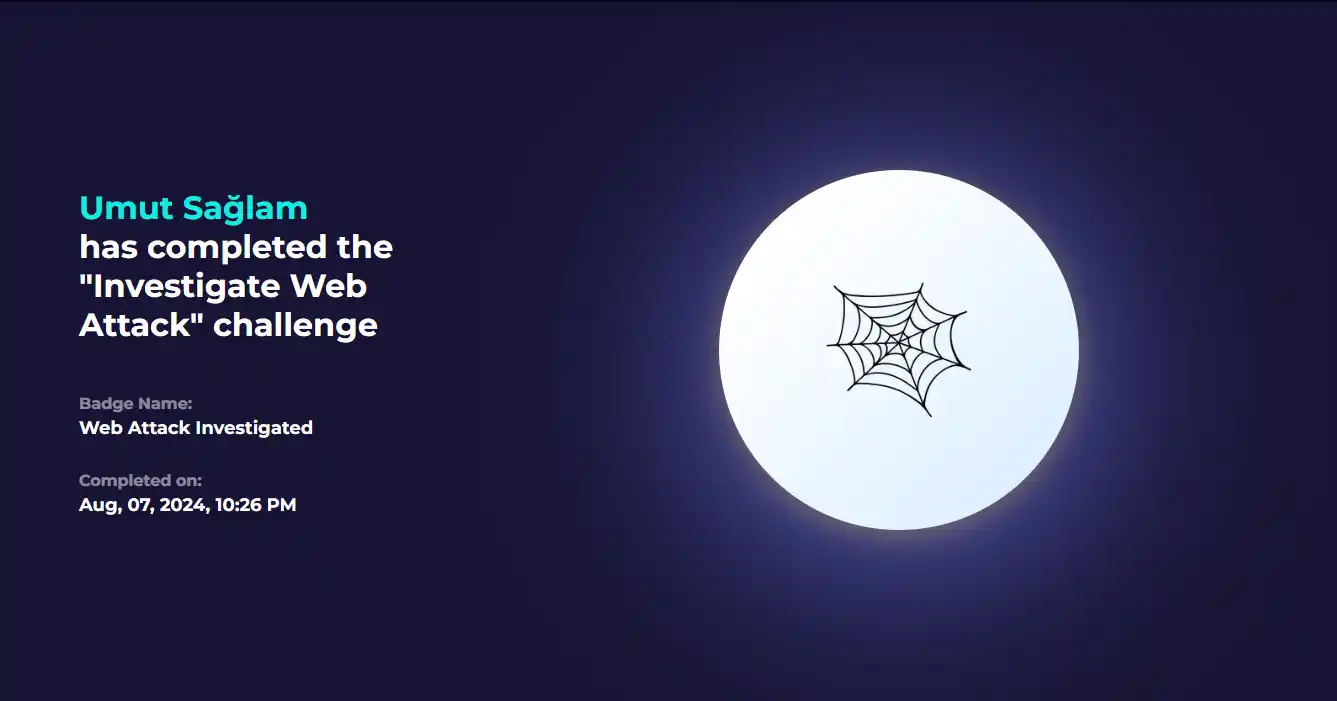 Umut Sağlam
has completed the
"Investigate Web
Attack" challenge
Badge Name:
Web Attack Investigated
Completed on:
Aug, 07, 2024, 10:26 PM